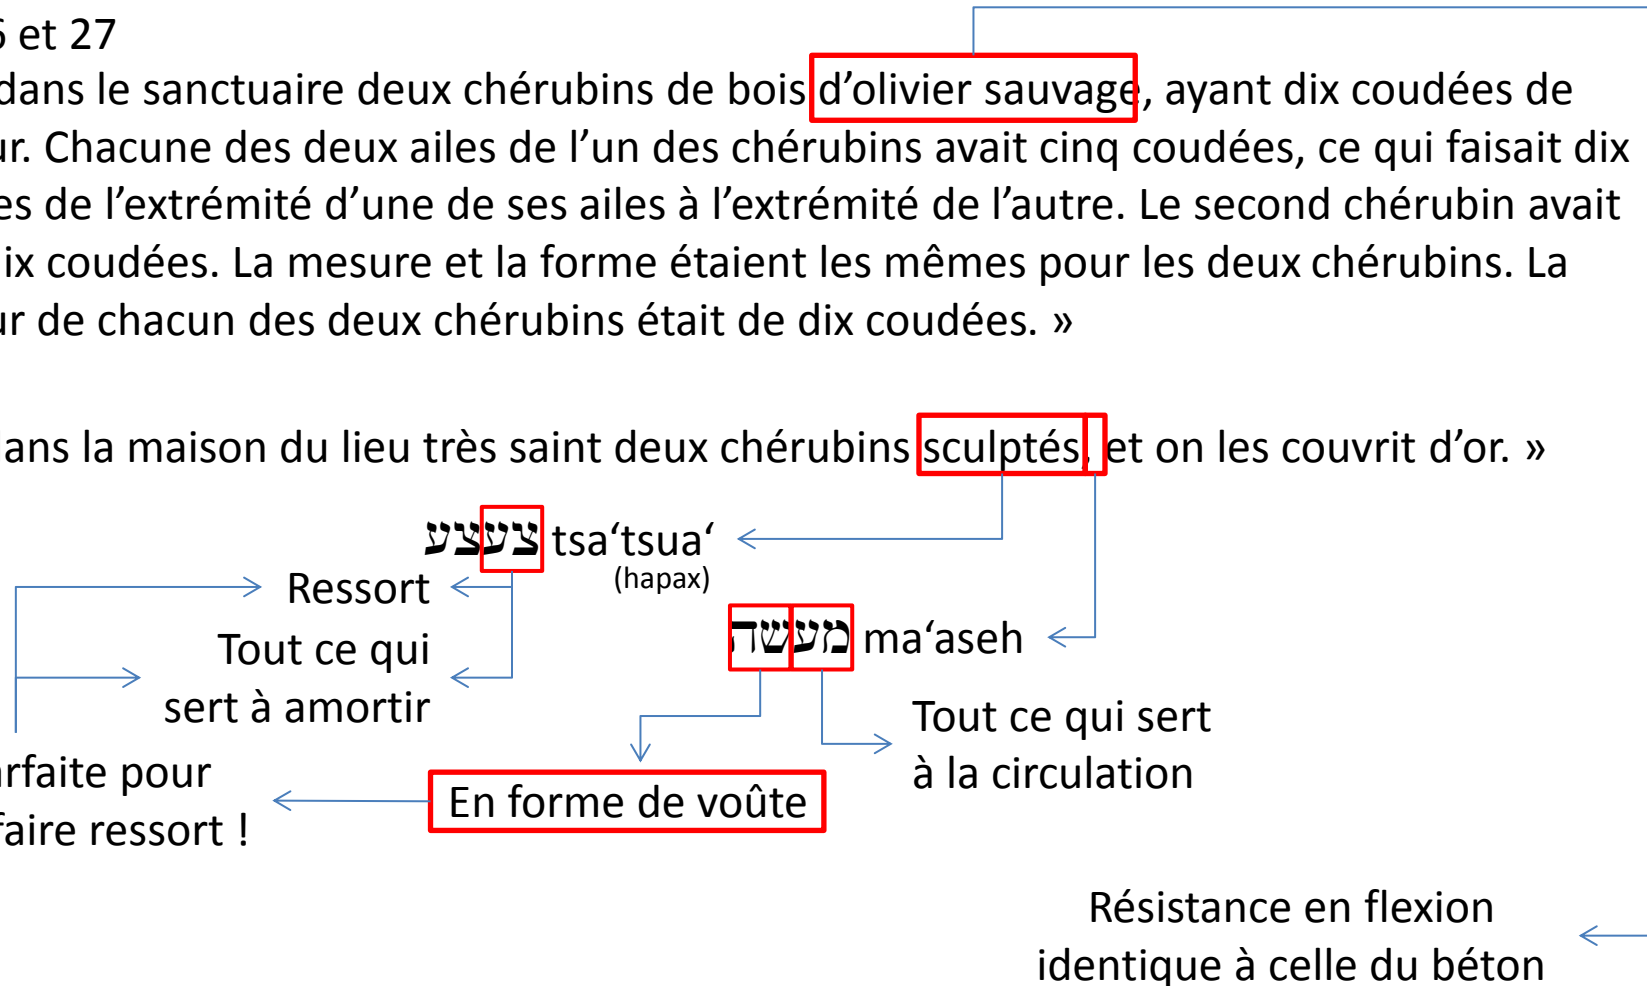 6 et 27
dans le sanctuaire deux chérubins de bois d’olivier sauvage, ayant dix coudées de
ur. Chacune des deux ailes de l’un des chérubins avait cinq coudées, ce qui faisait dix
es de l’extrémité d’une de ses ailes à l’extrémité de l’autre. Le second chérubin avait
dix coudées. La mesure et la forme étaient les mêmes pour les deux chérubins. La
ur de chacun des deux chérubins était de dix coudées. »
dans la maison du lieu très saint deux chérubins sculptés, et on les couvrit d’or. »
צעצע tsa‘tsua‘
(hapax)
Ressort
Tout ce qui
sert à amortir
מעשה ma‘aseh
Tout ce qui sert
à la circulation
arfaite pour
faire ressort !
En forme de voûte
Résistance en flexion
identique à celle du béton